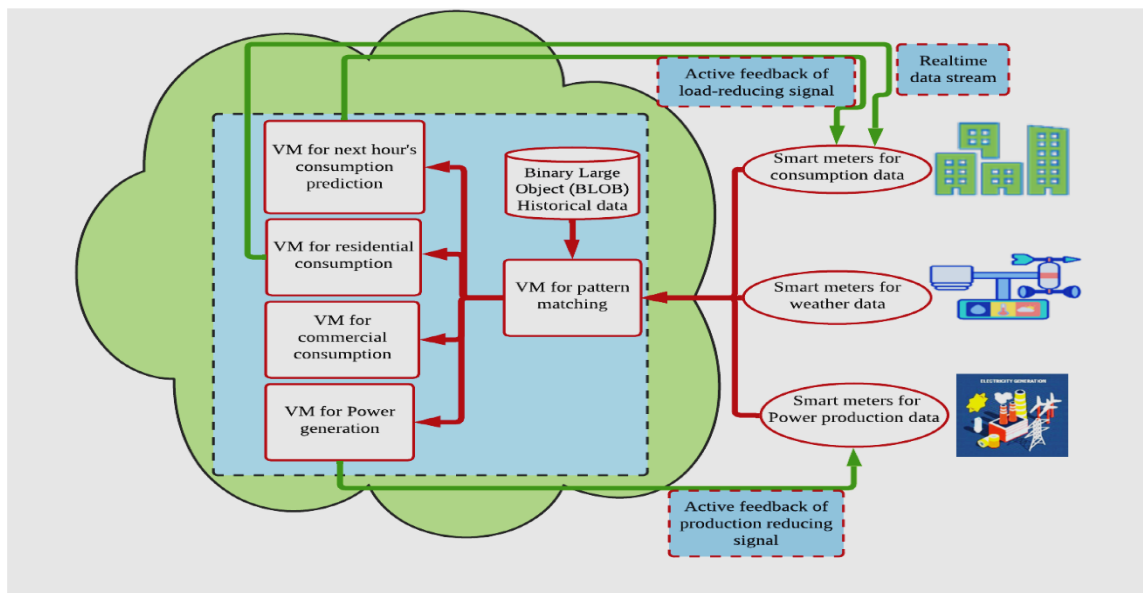 Active feedback of
load-reducing signal
Realtime
data stream
VM for next hour's
consumption
prediction
Binary Large
Object (BLOB)
Historical data
Smart meters for
consumption data
VM for residential
consumption
VM for pattern
matching
Smart meters for
weather data
VM for
commercial
consumption
VM for Power
generation
Smart meters for
Power production data
ELECTRICITY GENERATION
Active feedback of
production reducing
signal